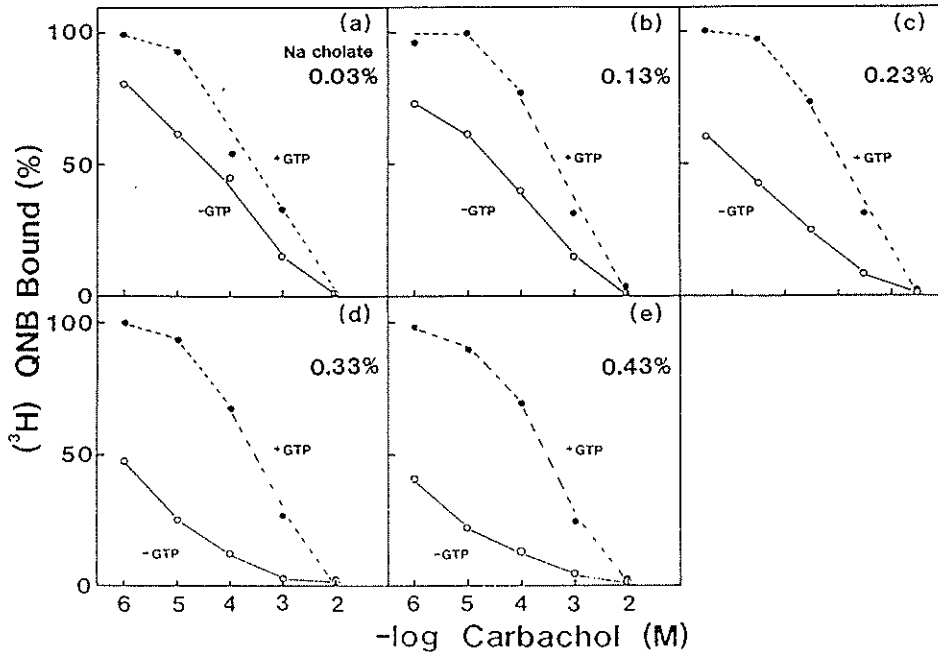 (³H) QNB Bound (%)
100
50
0
(a)
Na cholate
0.03%
+GTP
-GTP
(b)
0.13%
+GTP
-GTP
(c)
0.23%
+GTP
-GTP
100
50
0
(d)
0.33%
+GTP
-GTP
6 5 4 3 2
(e)
0.43%
+GTP
-GTP
6 5 4 3 2
-log Carbachol (M)